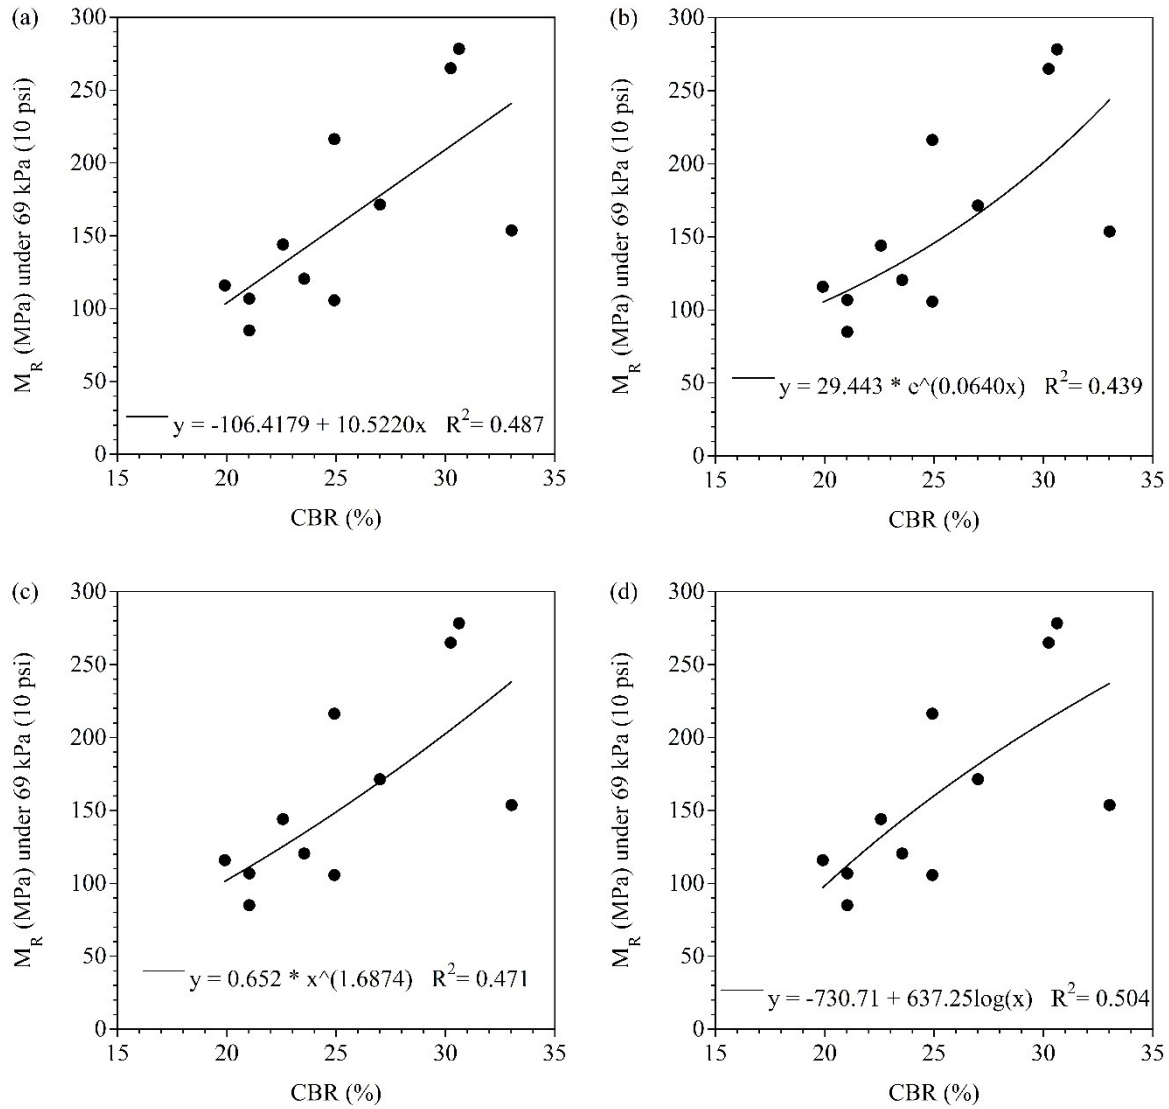 (a)
300
250
200
150
100
50
0
M_R (MPa) under 69 kPa (10 psi)
y = -106.4179 + 10.5220x R^2= 0.487
15 20 25 30 35
CBR (%)
(b)
300
250
200
150
100
50
0
M_R (MPa) under 69 kPa (10 psi)
y = 29.443 * e^(0.0640x) R^2= 0.439
15 20 25 30 35
CBR (%)
(c)
300
250
200
150
100
50
0
M_R (MPa) under 69 kPa (10 psi)
y = 0.652 * x^(1.6874) R^2= 0.471
15 20 25 30 35
CBR (%)
(d)
300
250
200
150
100
50
0
M_R (MPa) under 69 kPa (10 psi)
y = -730.71 + 637.25log(x) R^2= 0.504
15 20 25 30 35
CBR (%)